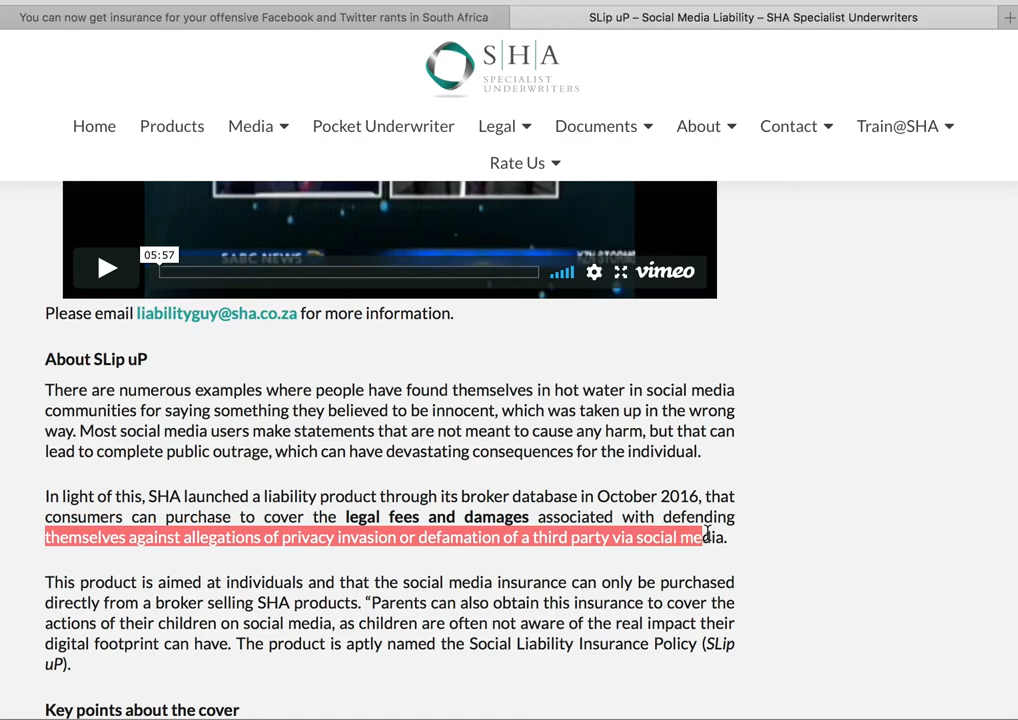 You can now get insurance for your offensive Facebook and Twitter rants in South Africa
SLip uP – Social Media Liability – SHA Specialist Underwriters
S|H|A
SPECIALIST
UNDERWRITERS
Home Products Media Pocket Underwriter Legal Documents About Contact Train@SHA
Rate Us
SABC NEWS
05:57
vimeo
Please email liabilityguy@sha.co.za for more information.
About SLip uP
There are numerous examples where people have found themselves in hot water in social media
communities for saying something they believed to be innocent, which was taken up in the wrong
way. Most social media users make statements that are not meant to cause any harm, but that can
lead to complete public outrage, which can have devastating consequences for the individual.
In light of this, SHA launched a liability product through its broker database in October 2016, that
consumers can purchase to cover the legal fees and damages associated with defending
themselves against allegations of privacy invasion or defamation of a third party via social media.
This product is aimed at individuals and that the social media insurance can only be purchased
directly from a broker selling SHA products. “Parents can also obtain this insurance to cover the
actions of their children on social media, as children are often not aware of the real impact their
digital footprint can have. The product is aptly named the Social Liability Insurance Policy (SLip
uP).
Key points about the cover